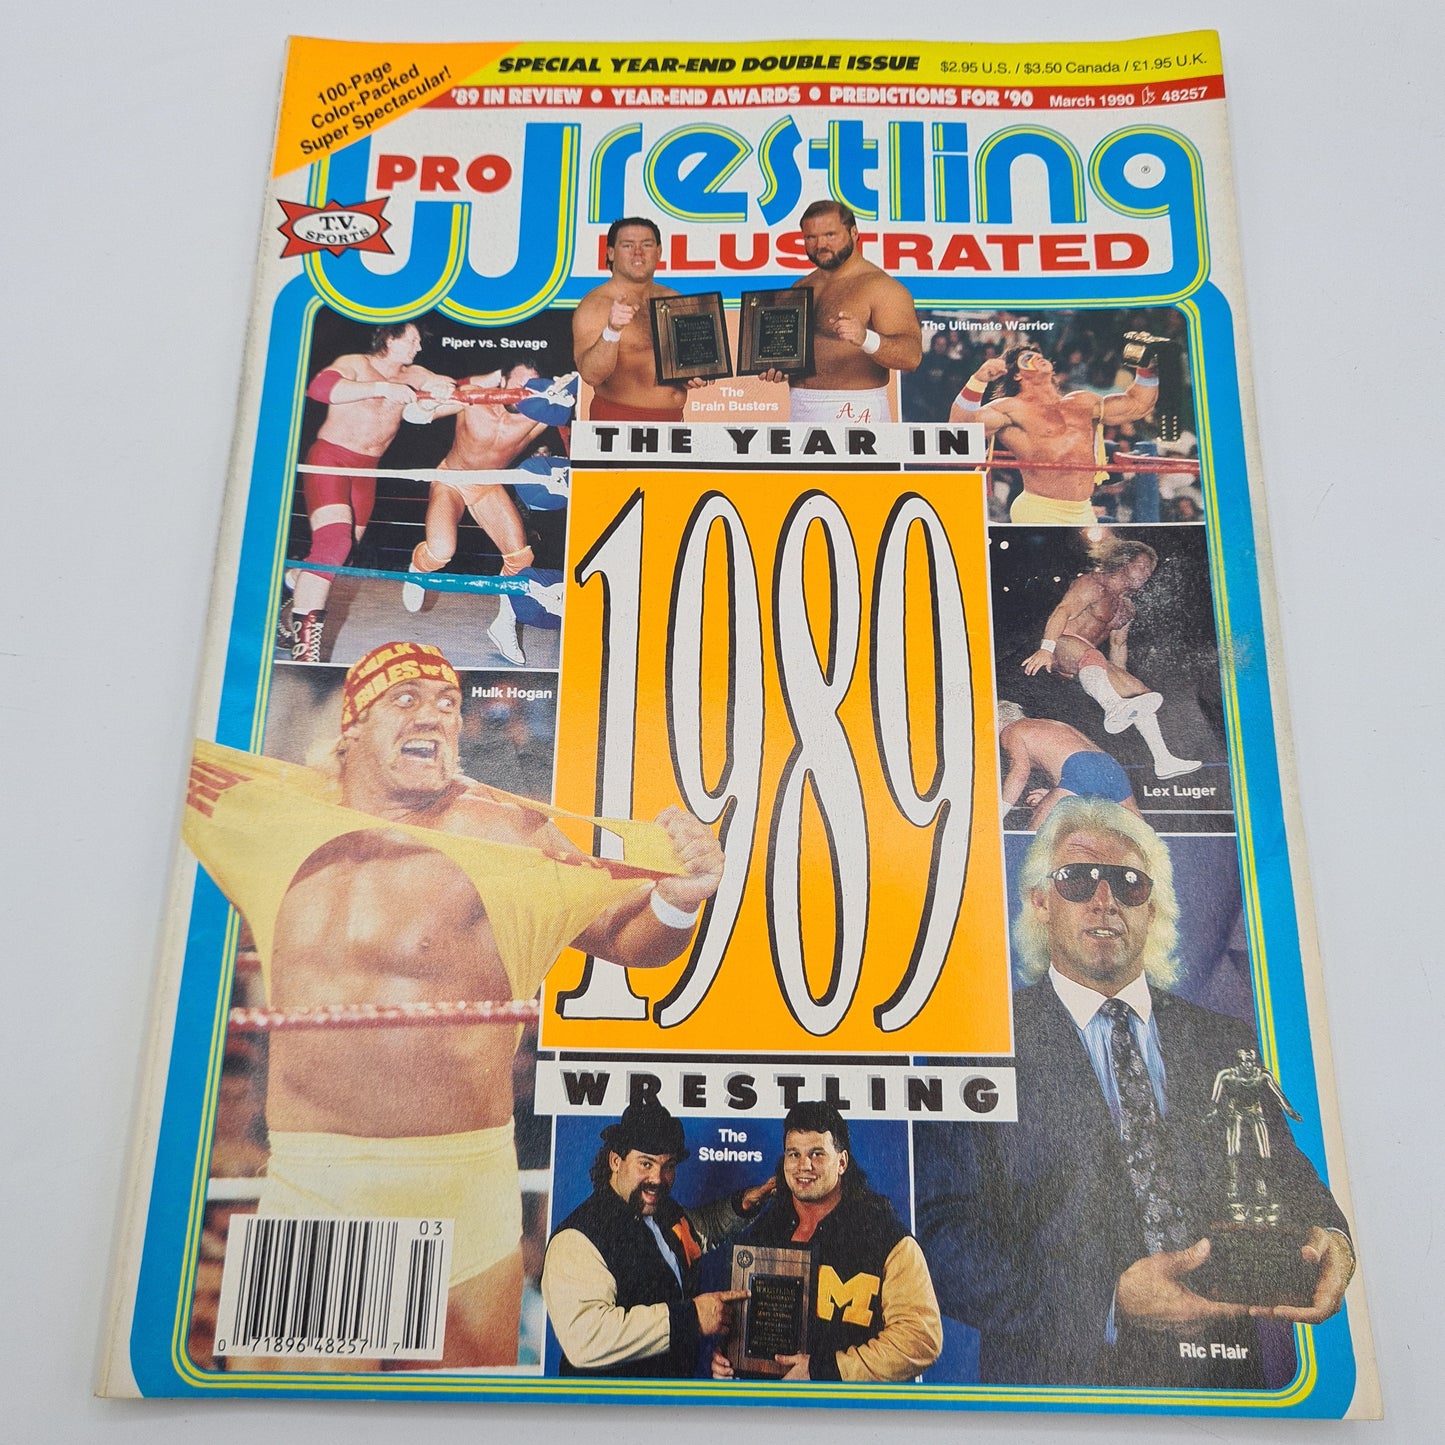 100-Page
Color-Packed
Super Spectacular!
SPECIAL YEAR-END DOUBLE ISSUE
$2.95 U.S. / $3.50 Canada / £1.95 U.K.
'89 IN REVIEW • YEAR-END AWARDS • PREDICTIONS FOR '90
March 1990 48257
PRO Wrestling ®
ILLUSTRATED
T.V.
SPORTS
Piper vs. Savage
The Ultimate Warrior
The
Brain Busters
A A
THE YEAR IN
1989
WRESTLING
Hulk Hogan
Lex Luger
The
Steiners
WRESTLING
M
Ric Flair
03
0 71896 48257 7